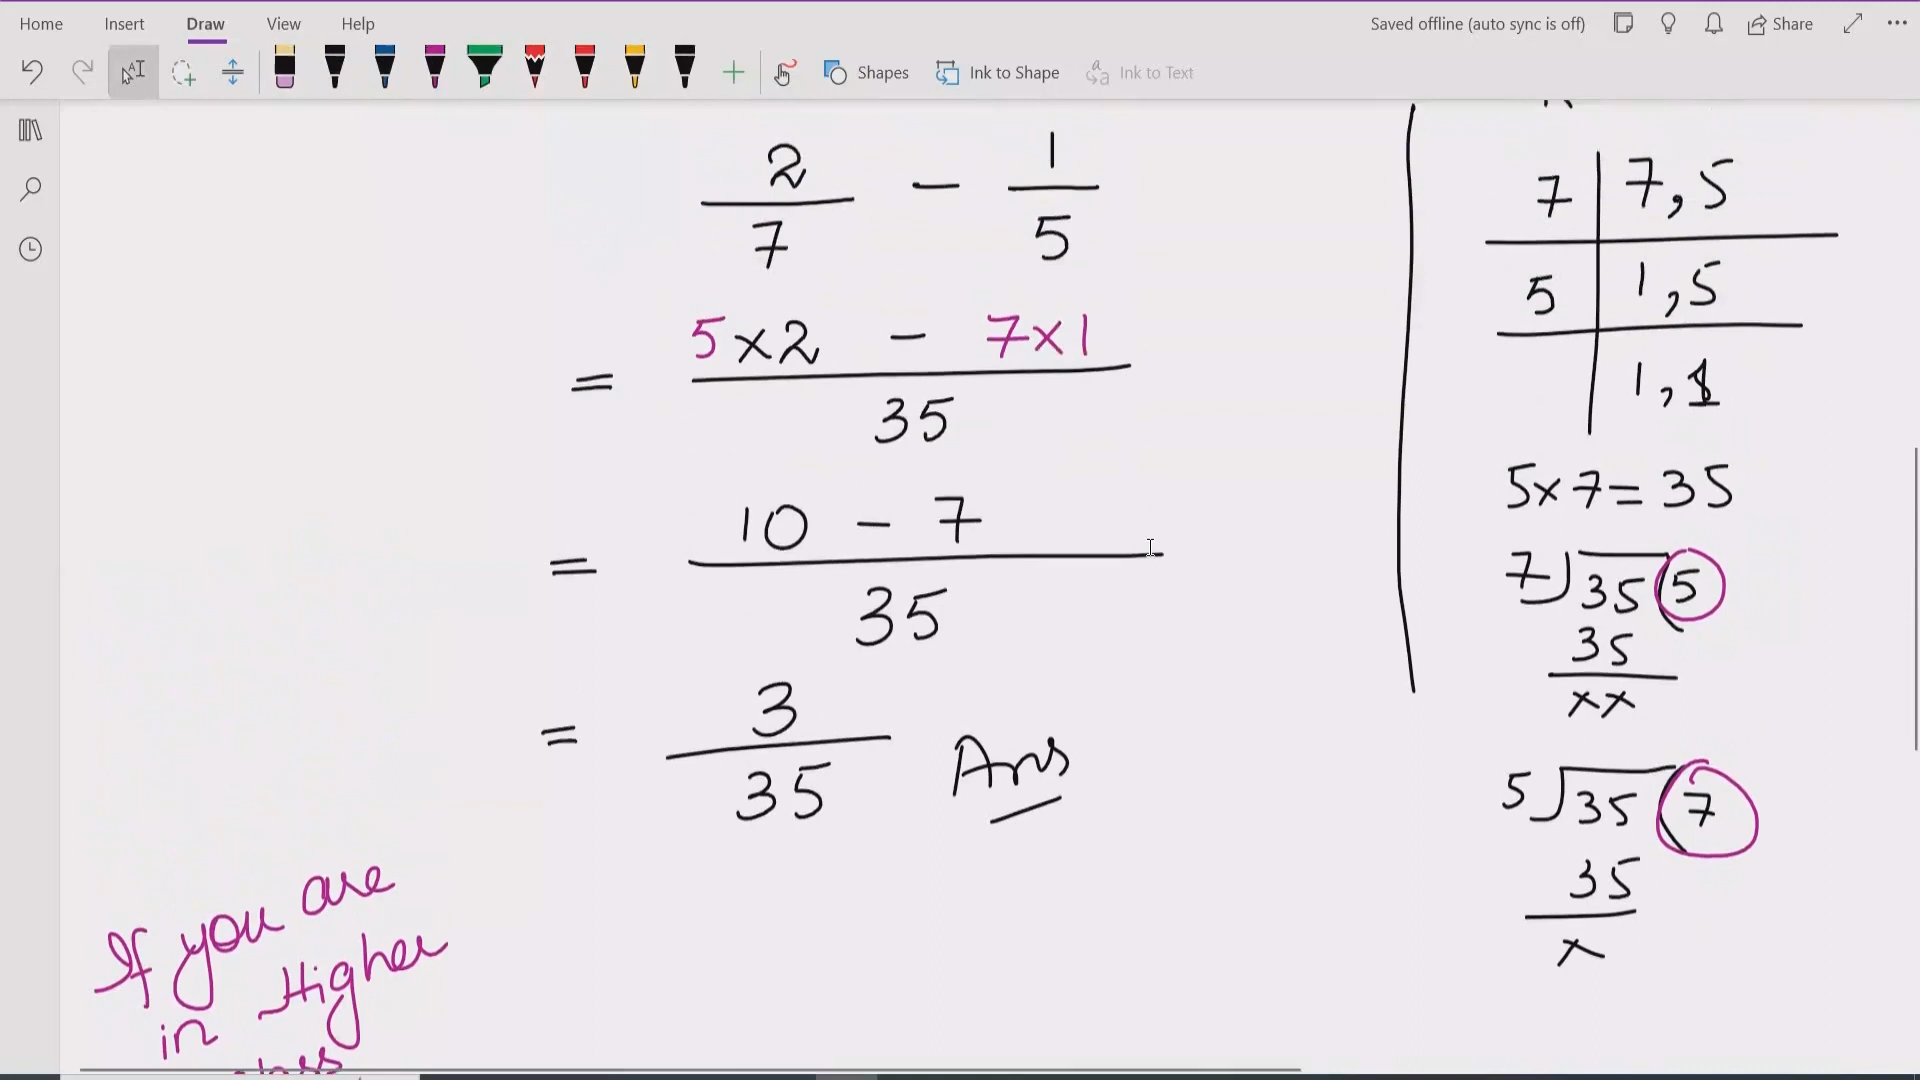 Home Insert Draw View Help
Saved offline (auto sync is off) Share
Shapes Ink to Shape Ink to Text
2/7 - 1/5
= (5×2 - 7×1)/35
= (10 - 7)/35
= 3/35 Ans
If you are
in Higher
7 | 7,5
5 | 1,5
1,1
5×7=35
7)35(5
35
××
5)35(7
35
×